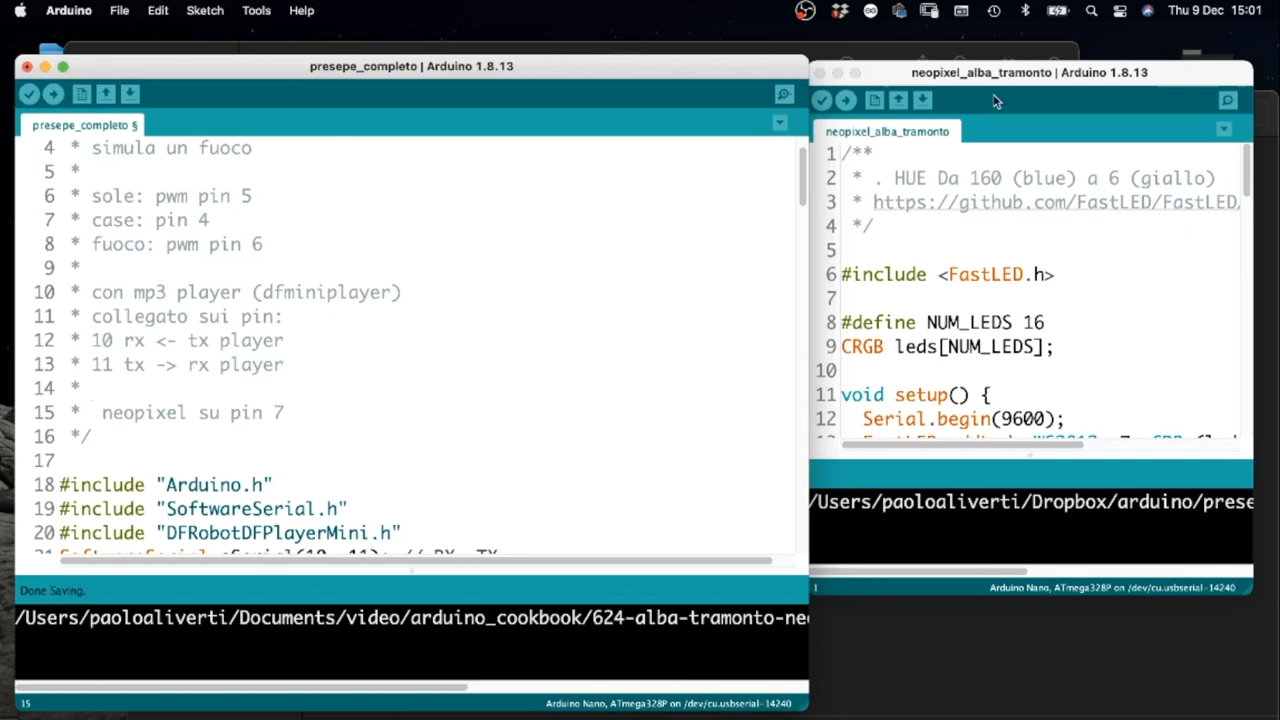 Arduino File Edit Sketch Tools Help
Thu 9 Dec 15:01
presepe_completo | Arduino 1.8.13
presepe_completo §
4 * simula un fuoco
5 *
6 * sole: pwm pin 5
7 * case: pin 4
8 * fuoco: pwm pin 6
9 *
10 * con mp3 player (dfminiplayer)
11 * collegato sui pin:
12 * 10 rx <- tx player
13 * 11 tx -> rx player
14 *
15 * neopixel su pin 7
16 */
17
18 #include "Arduino.h"
19 #include "SoftwareSerial.h"
20 #include "DFRobotDFPlayerMini.h"
Done Saving.
/Users/paoloaliverti/Documents/video/arduino_cookbook/624-alba-tramonto-neo
15
Arduino Nano, ATmega328P on /dev/cu.usbserial-14240
neopixel_alba_tramonto | Arduino 1.8.13
neopixel_alba_tramonto
1 /**
2 * . HUE Da 160 (blue) a 6 (giallo)
3 * https://github.com/FastLED/FastLED/
4 */
5
6 #include <FastLED.h>
7
8 #define NUM_LEDS 16
9 CRGB leds[NUM_LEDS];
10
11 void setup() {
12 Serial.begin(9600);
/Users/paoloaliverti/Dropbox/arduino/prese
1
Arduino Nano, ATmega328P on /dev/cu.usbserial-14240